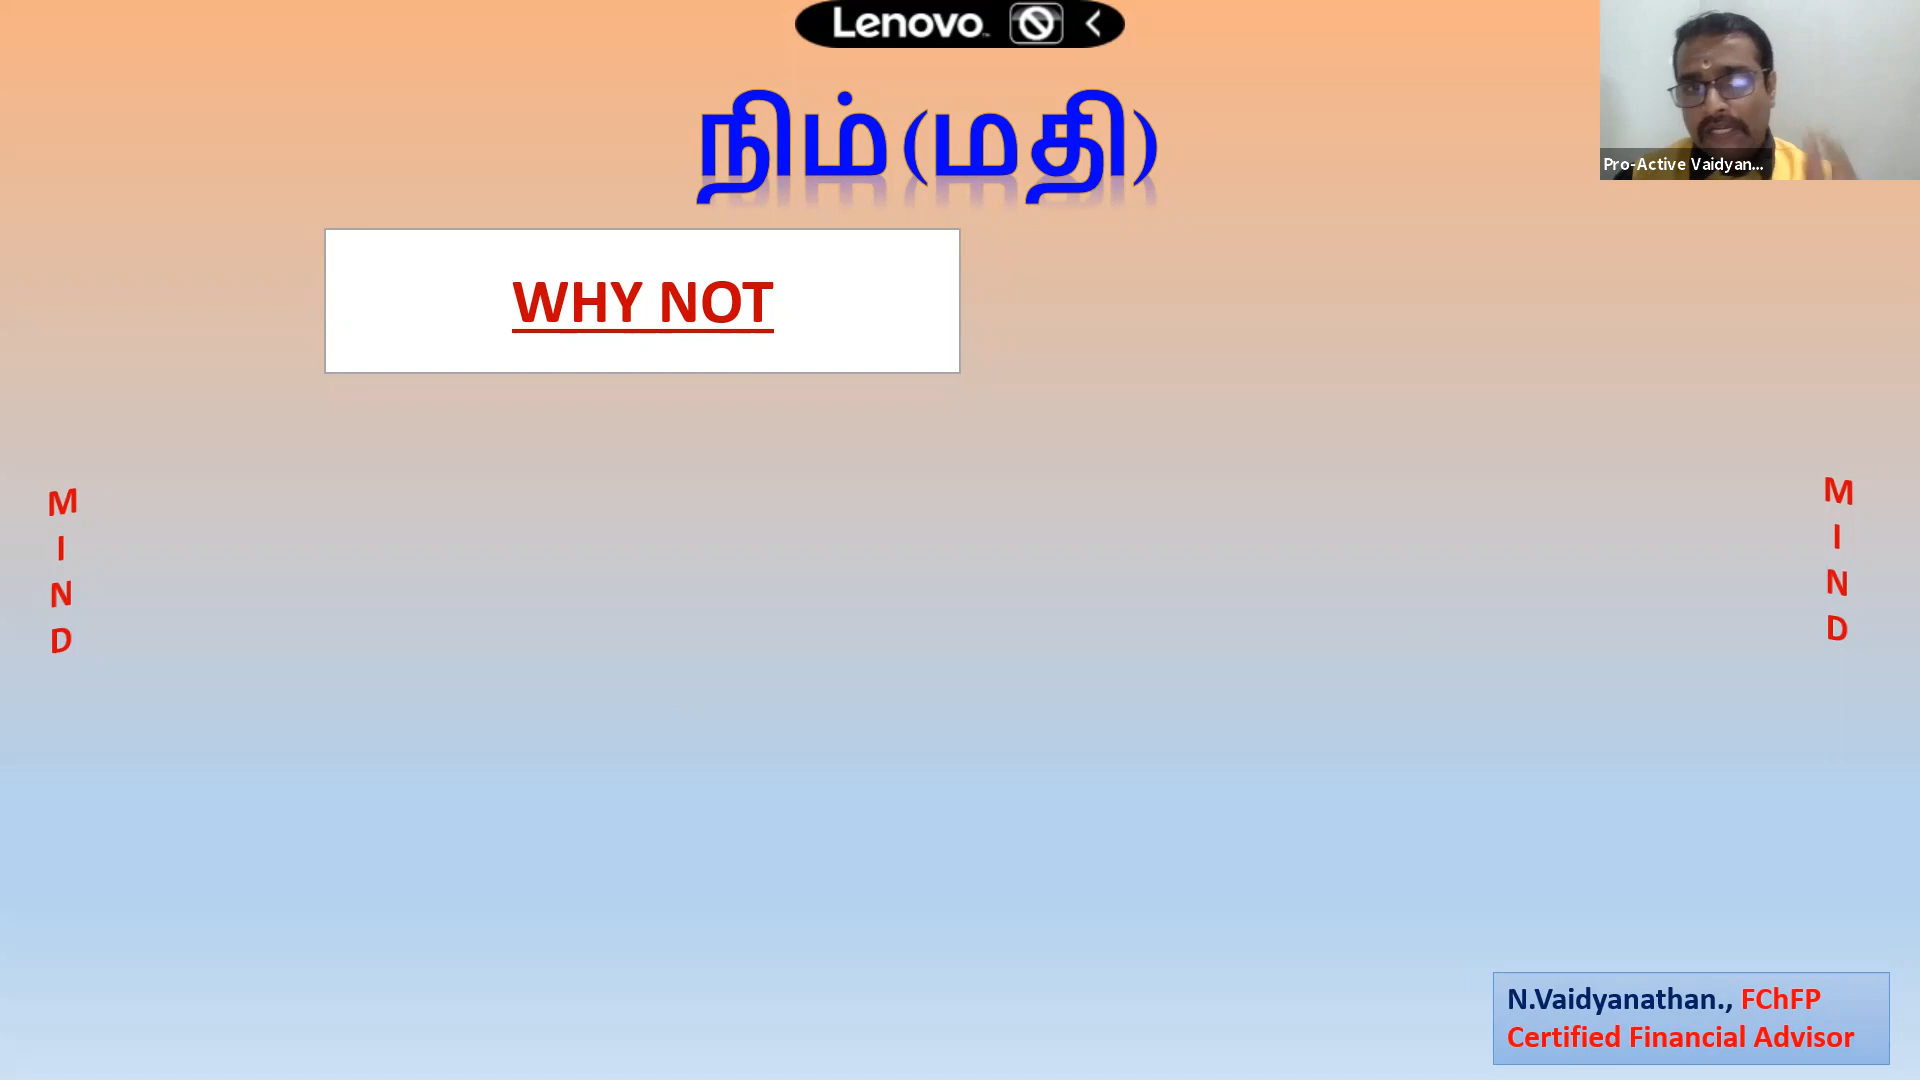 Lenovo
நிம்(மதி)
Pro-Active Vaidyan...
WHY NOT
M
I
N
D
M
I
N
D
N.Vaidyanathan., FChFP
Certified Financial Advisor